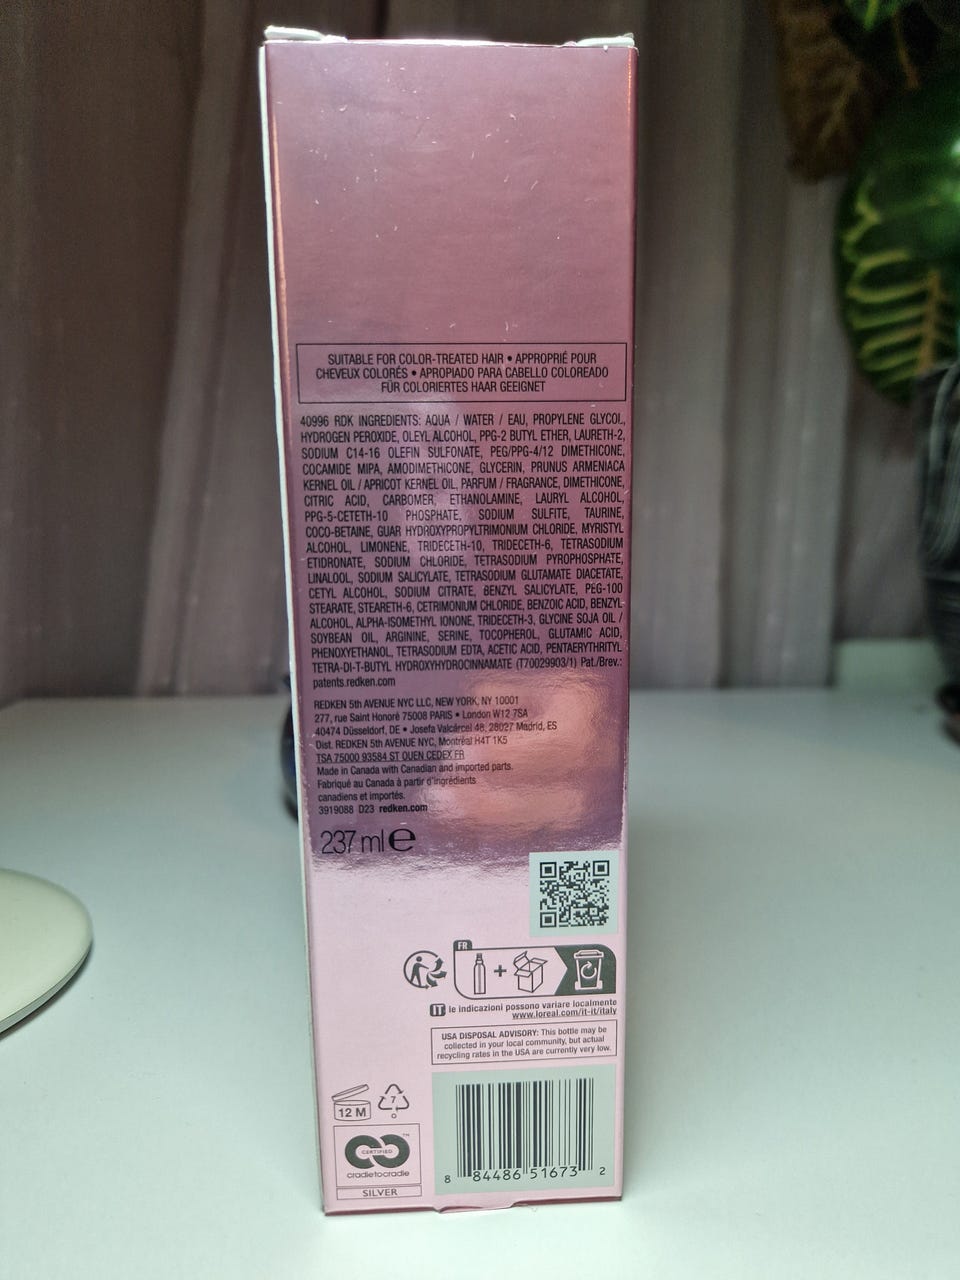 SUITABLE FOR COLOR-TREATED HAIR • APPROPRIÉ POUR
CHEVEUX COLORÉS • APROPIADO PARA CABELLO COLOREADO
FÜR COLORIERTES HAAR GEEIGNET
40996 RDK INGREDIENTS: AQUA / WATER / EAU, PROPYLENE GLYCOL,
HYDROGEN PEROXIDE, OLEYL ALCOHOL, PPG-2 BUTYL ETHER, LAURETH-2,
SODIUM C14-16 OLEFIN SULFONATE, PEG/PPG-4/12 DIMETHICONE,
COCAMIDE MIPA, AMODIMETHICONE, GLYCERIN, PRUNUS ARMENIACA
KERNEL OIL / APRICOT KERNEL OIL, PARFUM / FRAGRANCE, DIMETHICONE,
CITRIC ACID, CARBOMER, ETHANOLAMINE, LAURYL ALCOHOL,
PPG-5-CETETH-10 PHOSPHATE, SODIUM SULFITE, TAURINE,
COCO-BETAINE, GUAR HYDROXYPROPYLTRIMONIUM CHLORIDE, MYRISTYL
ALCOHOL, LIMONENE, TRIDECETH-10, TRIDECETH-6, TETRASODIUM
ETIDRONATE, SODIUM CHLORIDE, TETRASODIUM PYROPHOSPHATE,
LINALOOL, SODIUM SALICYLATE, TETRASODIUM GLUTAMATE DIACETATE,
CETYL ALCOHOL, SODIUM CITRATE, BENZYL SALICYLATE, PEG-100
STEARATE, STEARETH-6, CETRIMONIUM CHLORIDE, BENZOIC ACID, BENZYL
ALCOHOL, ALPHA-ISOMETHYL IONONE, TRIDECETH-3, GLYCINE SOJA OIL /
SOYBEAN OIL, ARGININE, SERINE, TOCOPHEROL, GLUTAMIC ACID,
PHENOXYETHANOL, TETRASODIUM EDTA, ACETIC ACID, PENTAERYTHRITYL
TETRA-DI-T-BUTYL HYDROXYHYDROCINNAMATE (T70029903/1) Pat./Brev.:
patents.redken.com
REDKEN 5th AVENUE NYC LLC, NEW YORK, NY 10001
277, rue Saint Honoré 75008 PARIS • London W12 7SA
40474 Düsseldorf, DE • Josefa Valcárcel 48, 28027 Madrid, ES
Dist. REDKEN 5th AVENUE NYC, Montréal H4T 1K5
TSA 75000 93584 ST OUEN CEDEX FR
Made in Canada with Canadian and imported parts.
Fabriqué au Canada à partir d'ingrédients
canadiens et importés.
3919088 D23 redken.com
237 ml e
FR
IT le indicazioni possono variare localmente
www.loreal.com/it-it/italy
USA DISPOSAL ADVISORY: This bottle may be
collected in your local community, but actual
recycling rates in the USA are currently very low.
12 M
7
O
CERTIFIED
cradletocradle™
SILVER
8 84486 51673 2